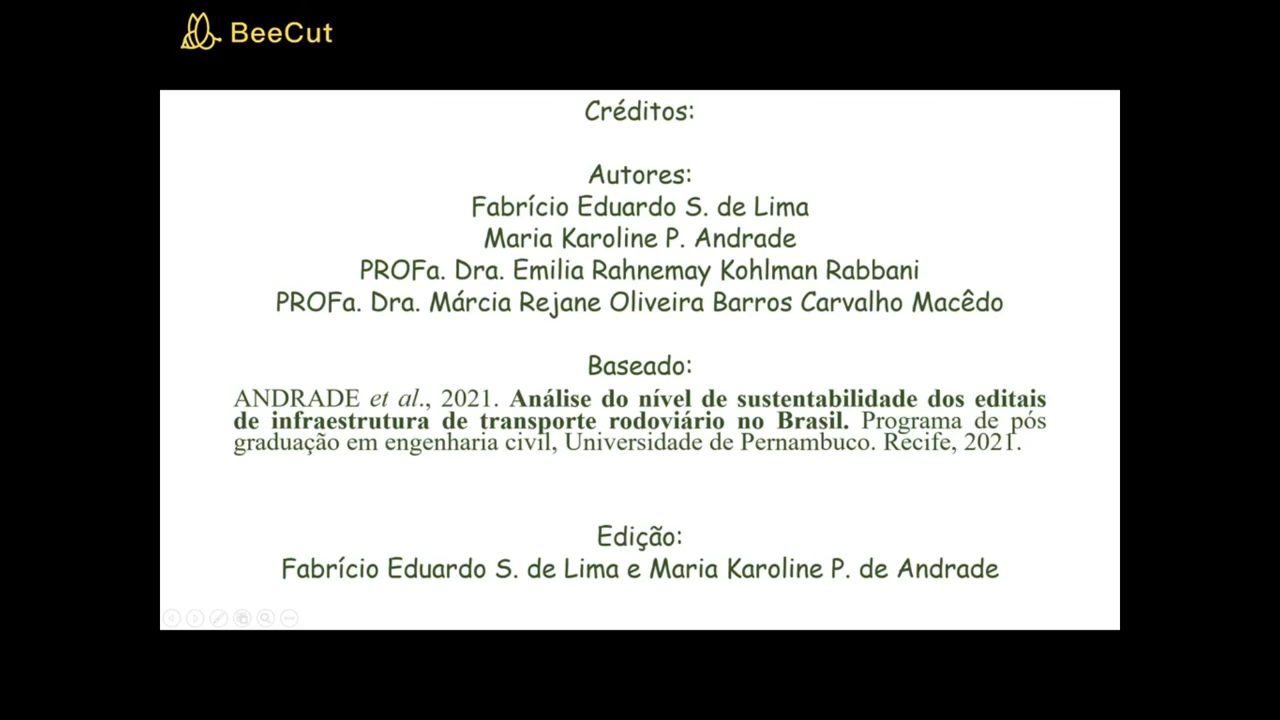 BeeCut
Créditos:
Autores:
Fabrício Eduardo S. de Lima
Maria Karoline P. Andrade
PROFa. Dra. Emilia Rahnemay Kohlman Rabbani
PROFa. Dra. Márcia Rejane Oliveira Barros Carvalho Macêdo
Baseado:
ANDRADE et al., 2021. Análise do nível de sustentabilidade dos editais
de infraestrutura de transporte rodoviário no Brasil. Programa de pós
graduação em engenharia civil, Universidade de Pernambuco. Recife, 2021.
Edição:
Fabrício Eduardo S. de Lima e Maria Karoline P. de Andrade